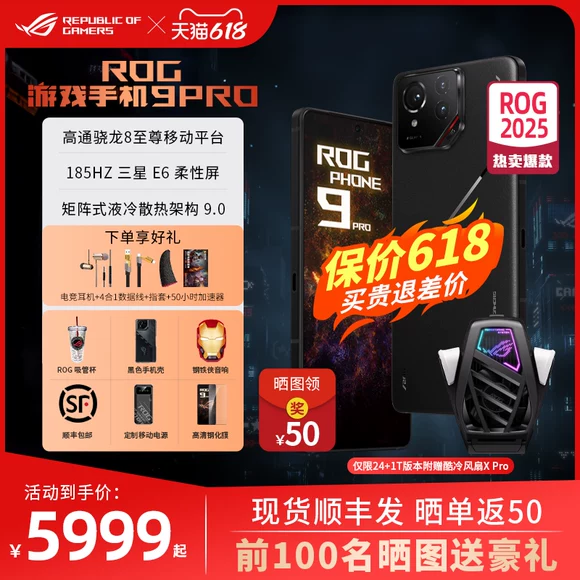 REPUBLIC OF
GAMERS
天猫618
ROG
游戏手机9PRO
高通骁龙8至尊移动平台
185HZ 三星 E6 柔性屏
矩阵式液冷散热架构 9.0
下单享好礼
电竞耳机+4合1数据线+指套+50小时加速器
ROG 吸管杯
黑色手机壳
钢铁侠音响
SF
顺丰包邮
定制移动电源
高清钢化膜
ROG
PHONE
9
PRO
ROG
2025
热卖爆款
保价618
买贵退差价
晒图领
奖
¥50
仅限24+1T版本附赠酷冷风扇X Pro
活动到手价:
¥5999起
现货顺丰发 晒单返50
前100名晒图送豪礼